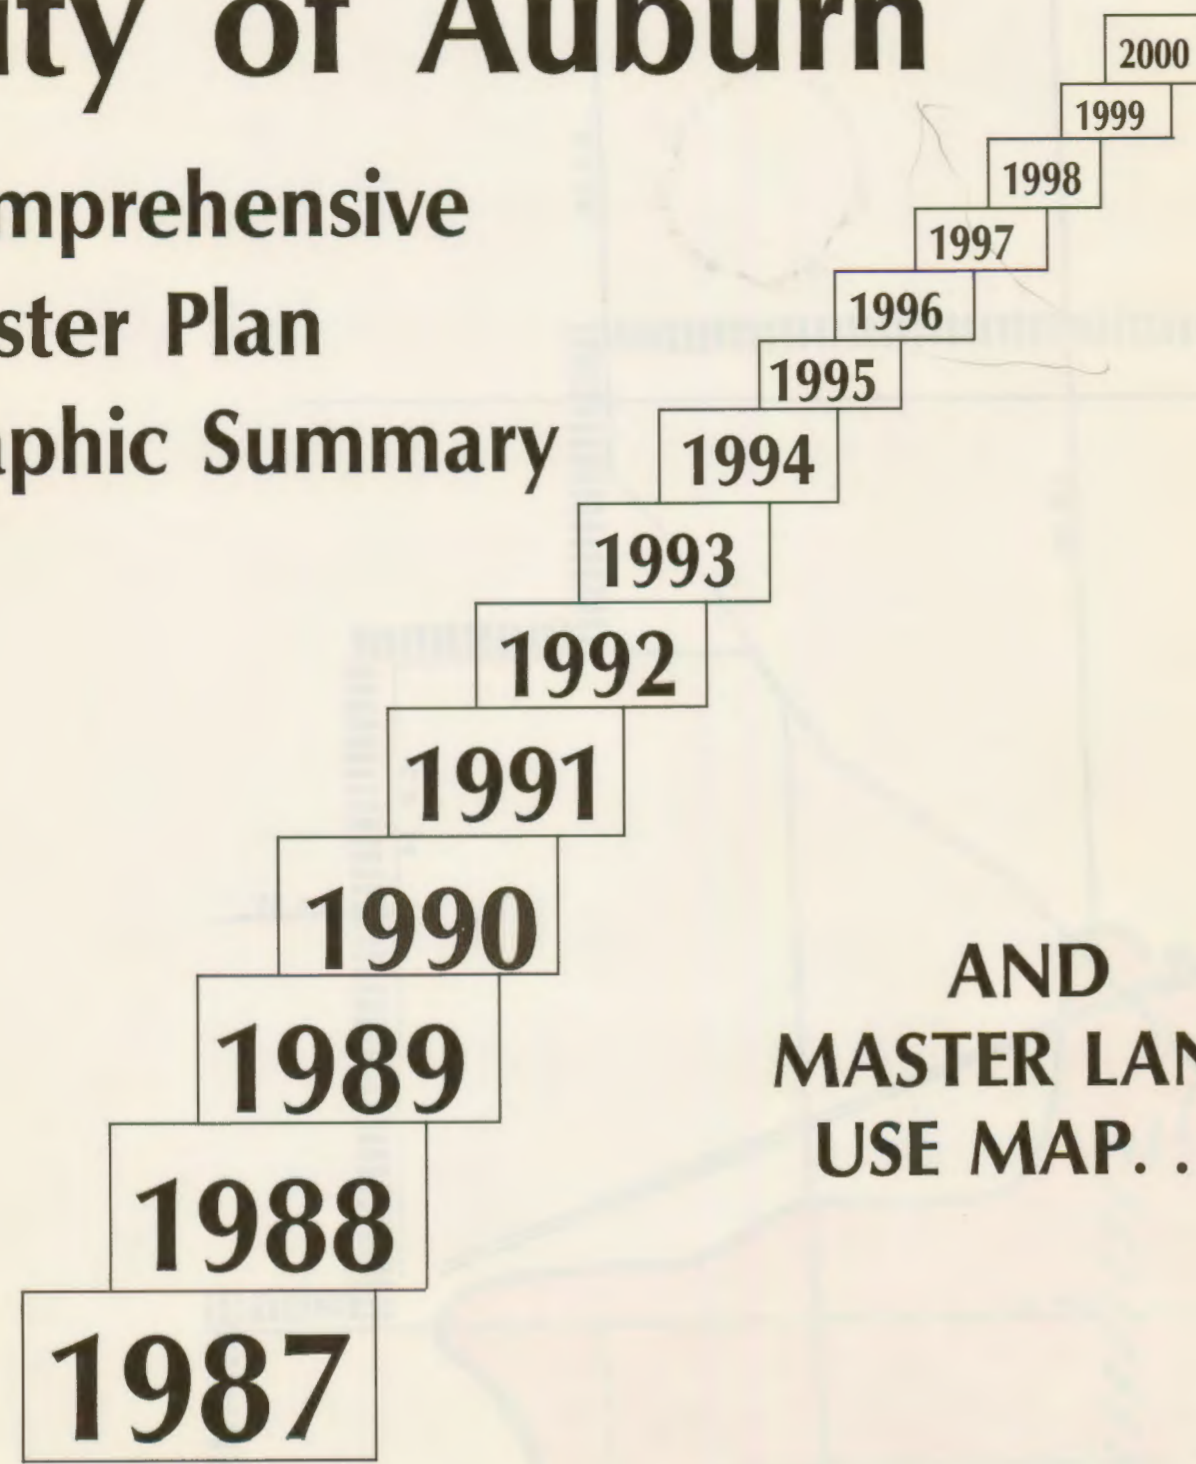 ity of Auburn
mprehensive
ster Plan
aphic Summary
2000
1999
1998
1997
1996
1995
1994
1993
1992
1991
1990
1989
1988
1987
AND
MASTER LAN
USE MAP. .